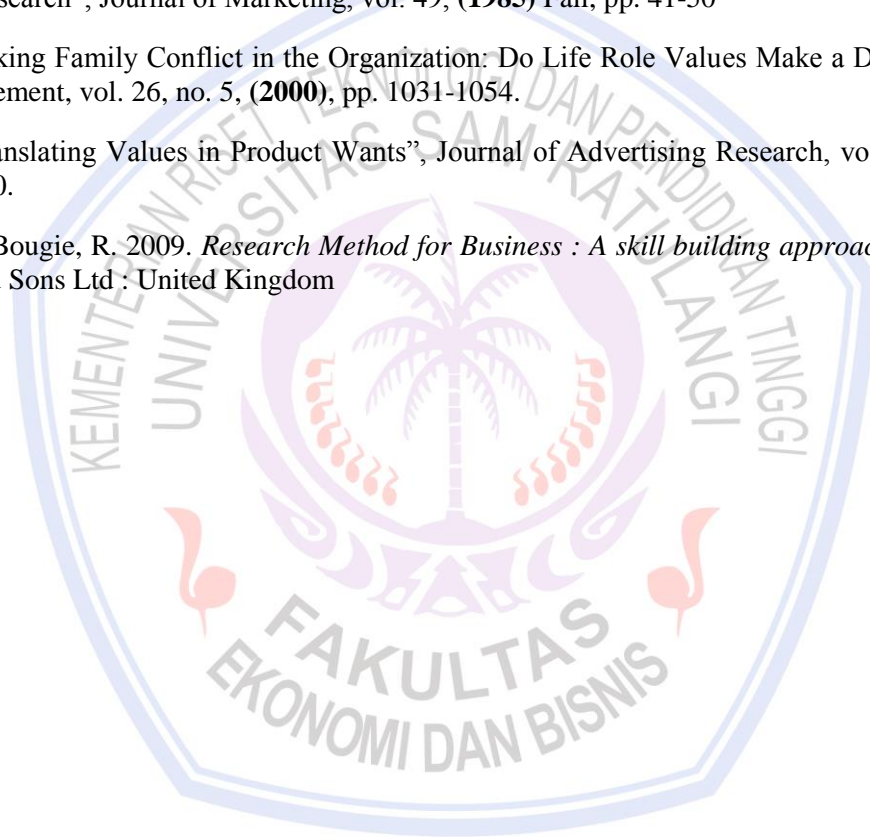 Journal of Marketing, vol. 49, (1985) Fall, pp. 41-50
king Family Conflict in the Organization: Do Life Role Values Make a D
ement, vol. 26, no. 5, (2000), pp. 1031-1054.
anslating Values in Product Wants”, Journal of Advertising Research, vo
0.
Bougie, R. 2009. Research Method for Business : A skill building approac
Sons Ltd : United Kingdom
KEMENTERIAN RISET TEKNOLOGI DAN PENDIDIKAN TINGGI
UNIVERSITAS SAM RATULANGI
FAKULTAS
EKONOMI DAN BISNIS